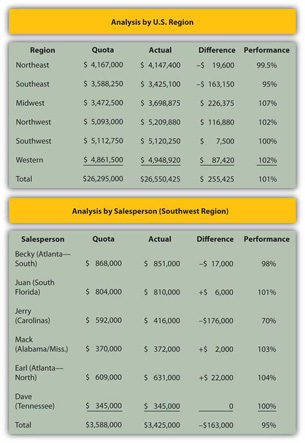 Analysis by U.S. Region
Region Quota Actual Difference Performance
Northeast $ 4,167,000 $ 4,147,400 –$ 19,600 99.5%
Southeast $ 3,588,250 $ 3,425,100 –$ 163,150 95%
Midwest $ 3,472,500 $ 3,698,875 $ 226,375 107%
Northwest $ 5,093,000 $ 5,209,880 $ 116,880 102%
Southwest $ 5,112,750 $ 5,120,250 $ 7,500 100%
Western $ 4,861,500 $ 4,948,920 $ 87,420 102%
Total $26,295,000 $26,550,425 $ 255,425 101%
Analysis by Salesperson (Southwest Region)
Salesperson Quota Actual Difference Performance
Becky (Atlanta—
South) $ 868,000 $ 851,000 –$ 17,000 98%
Juan (South
Florida) $ 804,000 $ 810,000 +$ 6,000 101%
Jerry
(Carolinas) $ 592,000 $ 416,000 –$176,000 70%
Mack
(Alabama/Miss.) $ 370,000 $ 372,000 +$ 2,000 103%
Earl (Atlanta—
North) $ 609,000 $ 631,000 +$ 22,000 104%
Dave
(Tennessee) $ 345,000 $ 345,000 0 100%
Total $3,588,000 $3,425,000 –$163,000 95%